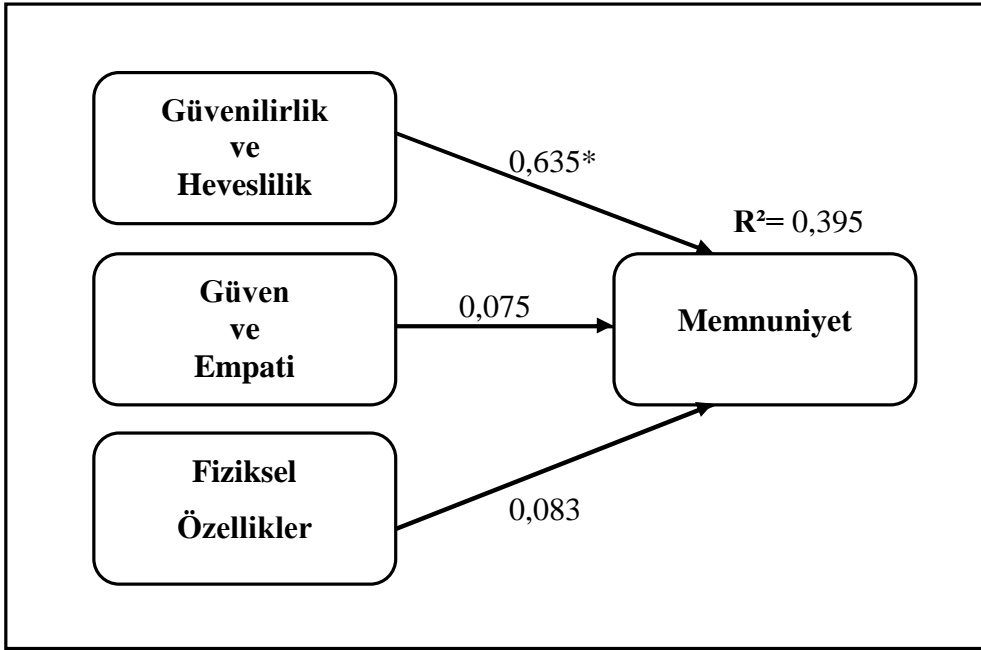 Güvenilirlik
ve
Heveslilik
0,635*
R²= 0,395
Güven
ve
Empati
0,075
Memnuniyet
Fiziksel
Özellikler
0,083